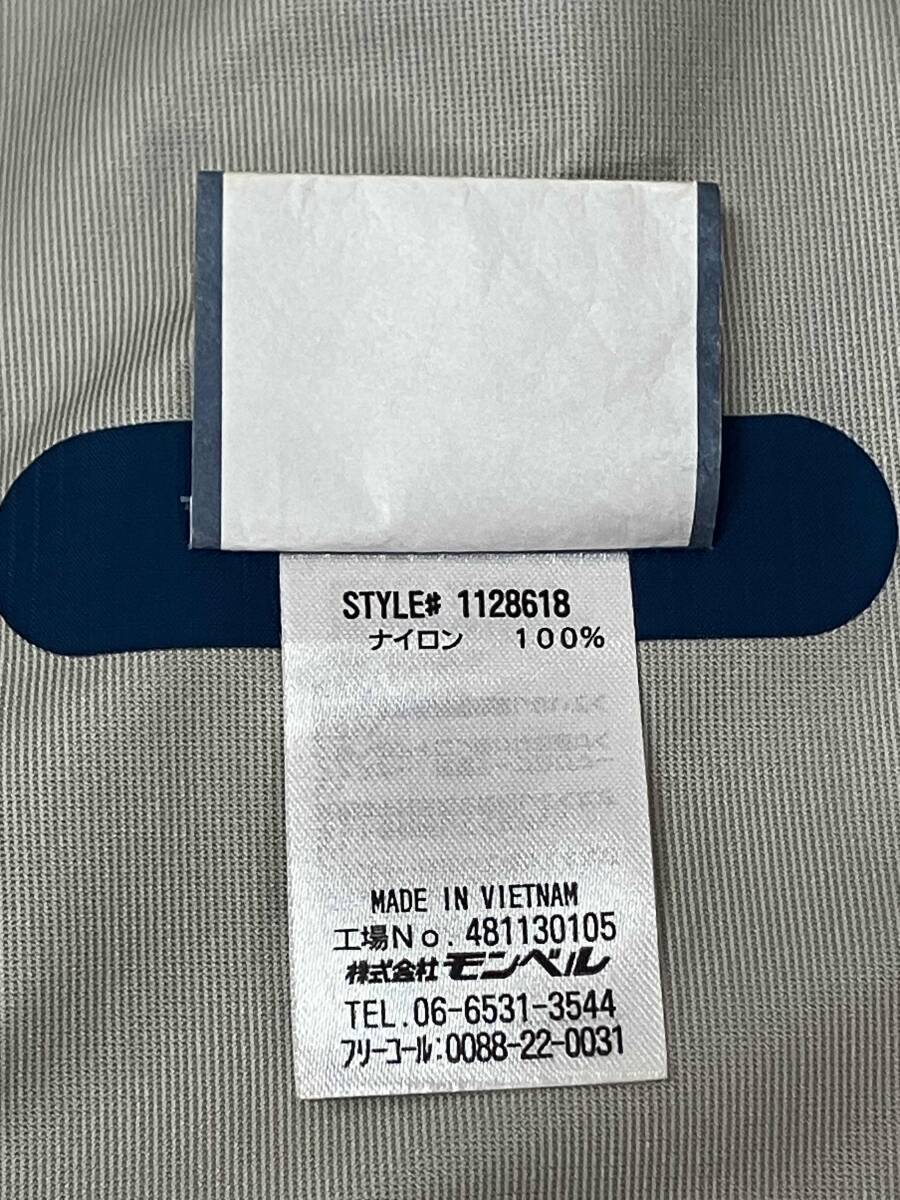 STYLE# 1128618
ナイロン 100%
MADE IN VIETNAM
工場No. 481130105
株式会社 モンベル
TEL.06-6531-3544
フリーコール:0088-22-0031